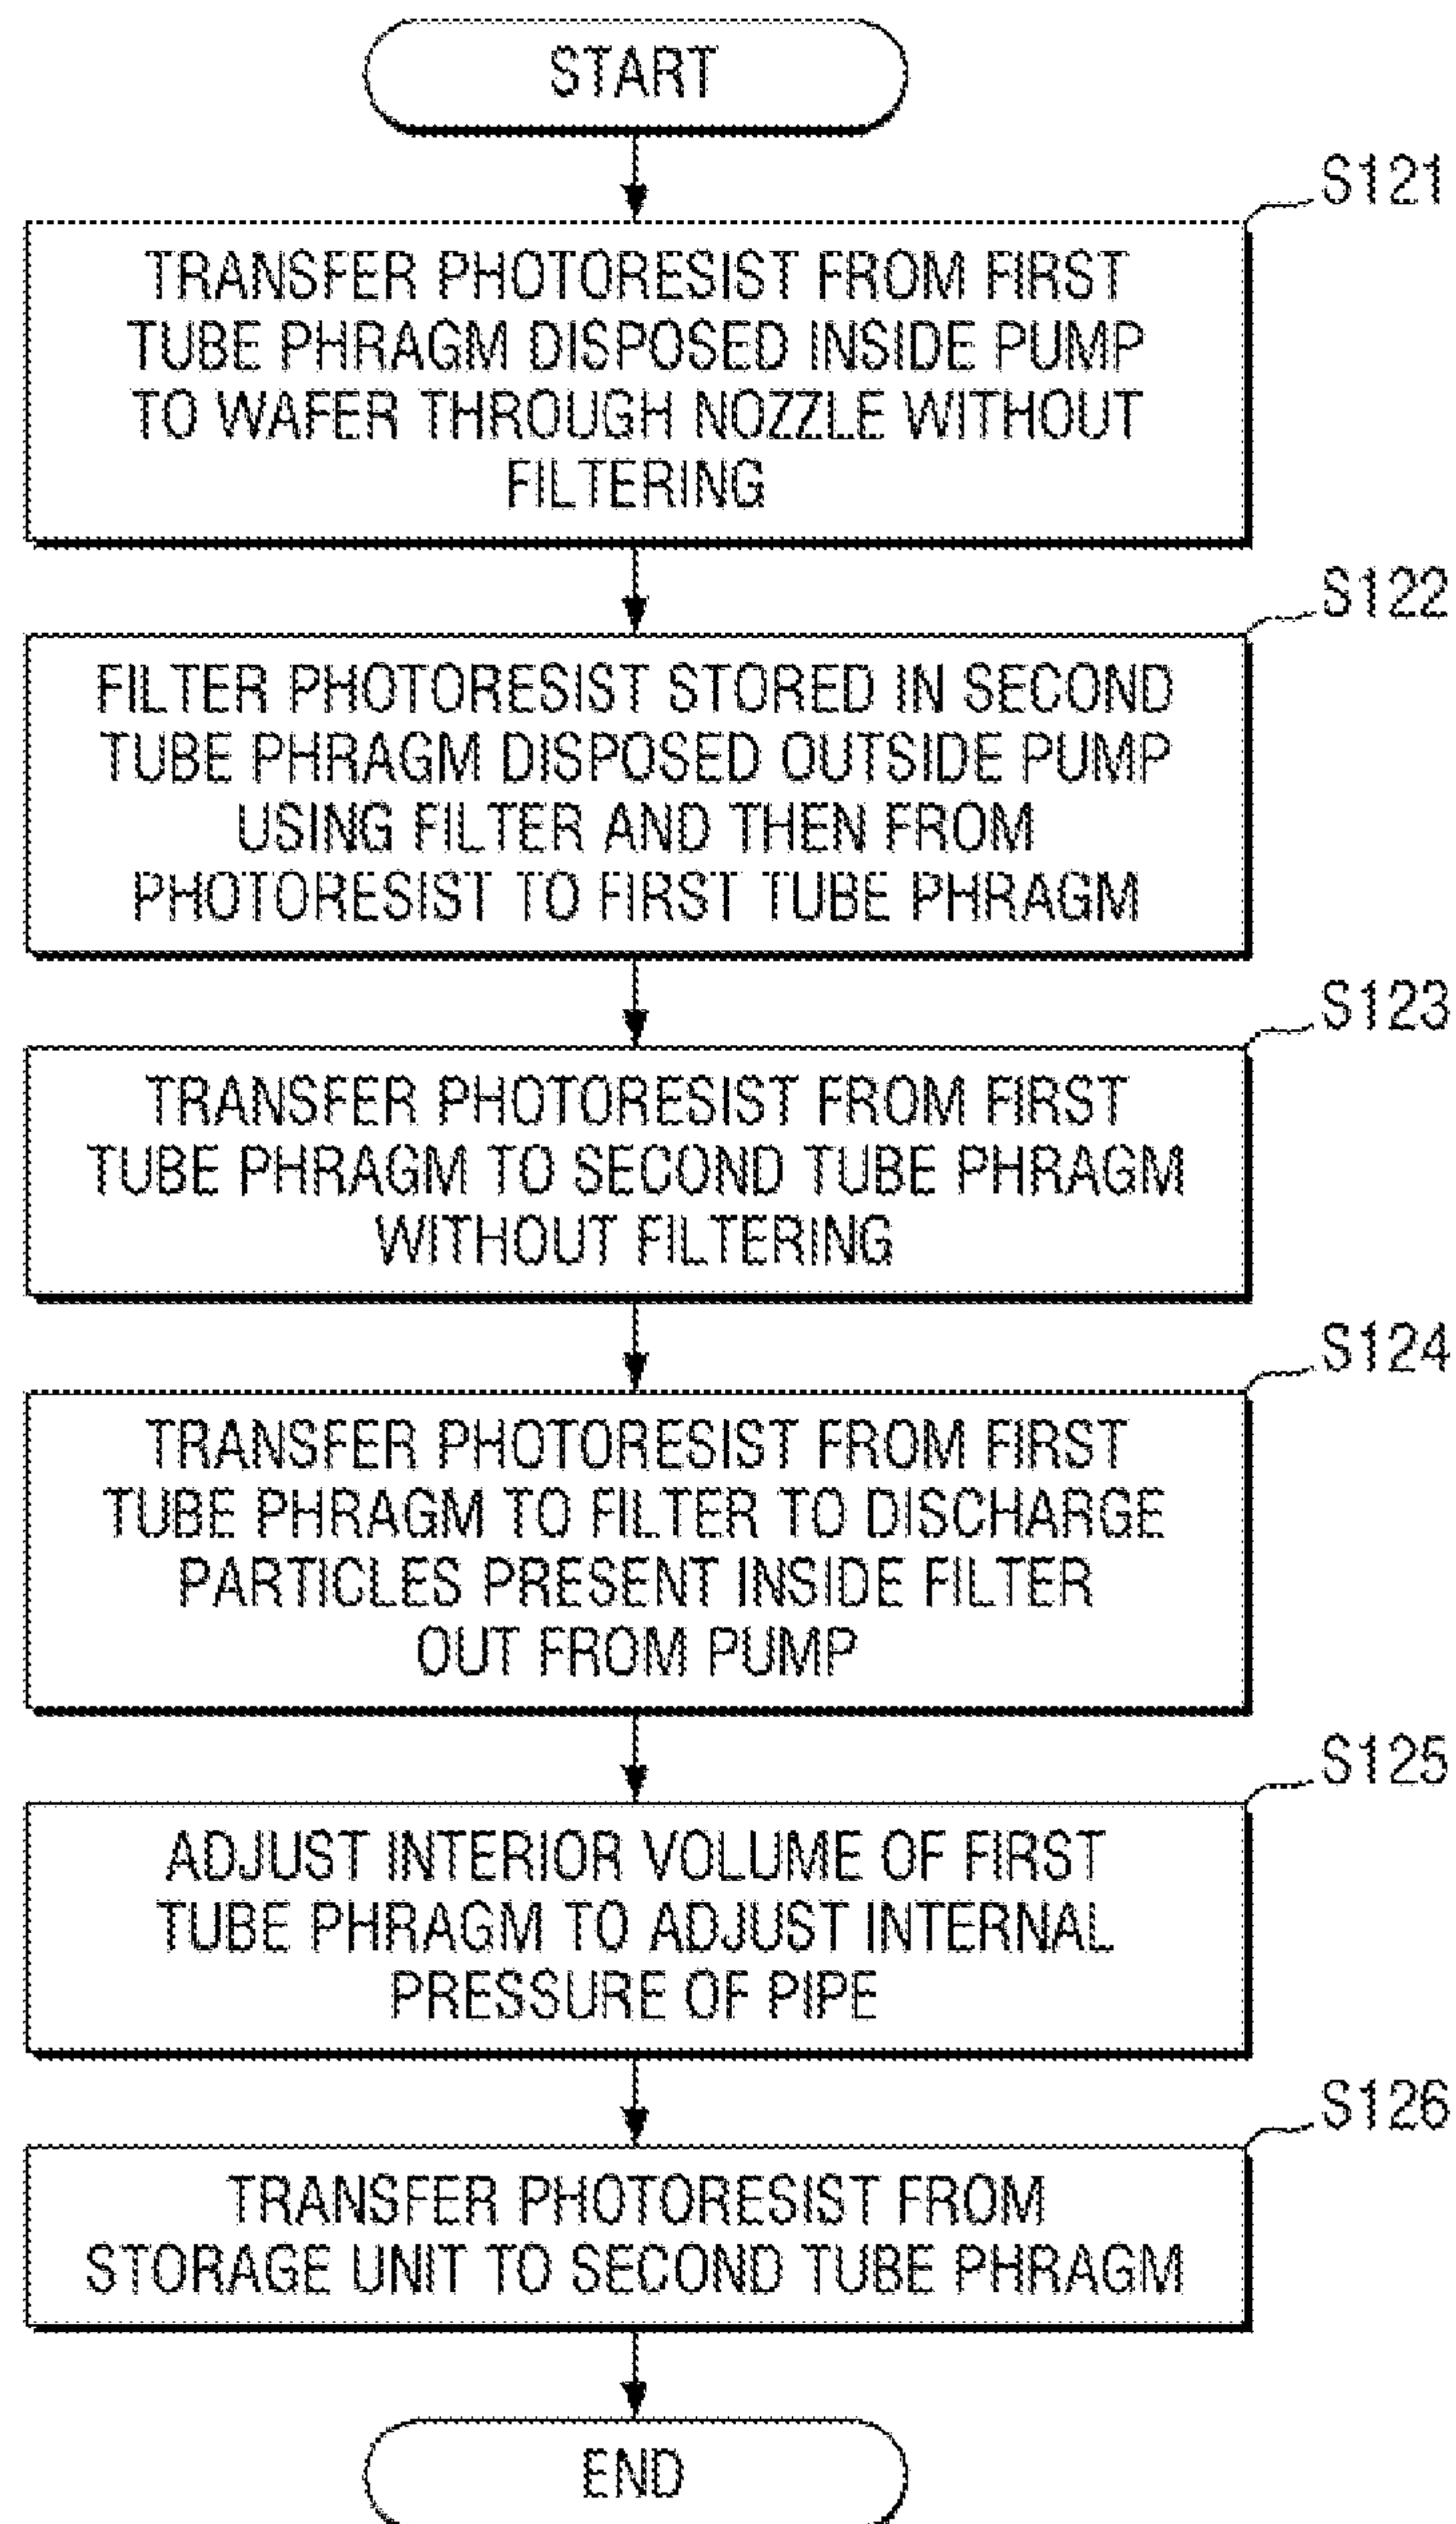 START
S121
TRANSFER PHOTORESIST FROM FIRST
TUBE PHRAGM DISPOSED INSIDE PUMP
TO WAFER THROUGH NOZZLE WITHOUT
FILTERING
S122
FILTER PHOTORESIST STORED IN SECOND
TUBE PHRAGM DISPOSED OUTSIDE PUMP
USING FILTER AND THEN FROM
PHOTORESIST TO FIRST TUBE PHRAGM
S123
TRANSFER PHOTORESIST FROM FIRST
TUBE PHRAGM TO SECOND TUBE PHRAGM
WITHOUT FILTERING
S124
TRANSFER PHOTORESIST FROM FIRST
TUBE PHRAGM TO FILTER TO DISCHARGE
PARTICLES PRESENT INSIDE FILTER
OUT FROM PUMP
S125
ADJUST INTERIOR VOLUME OF FIRST
TUBE PHRAGM TO ADJUST INTERNAL
PRESSURE OF PIPE
S126
TRANSFER PHOTORESIST FROM
STORAGE UNIT TO SECOND TUBE PHRAGM
END